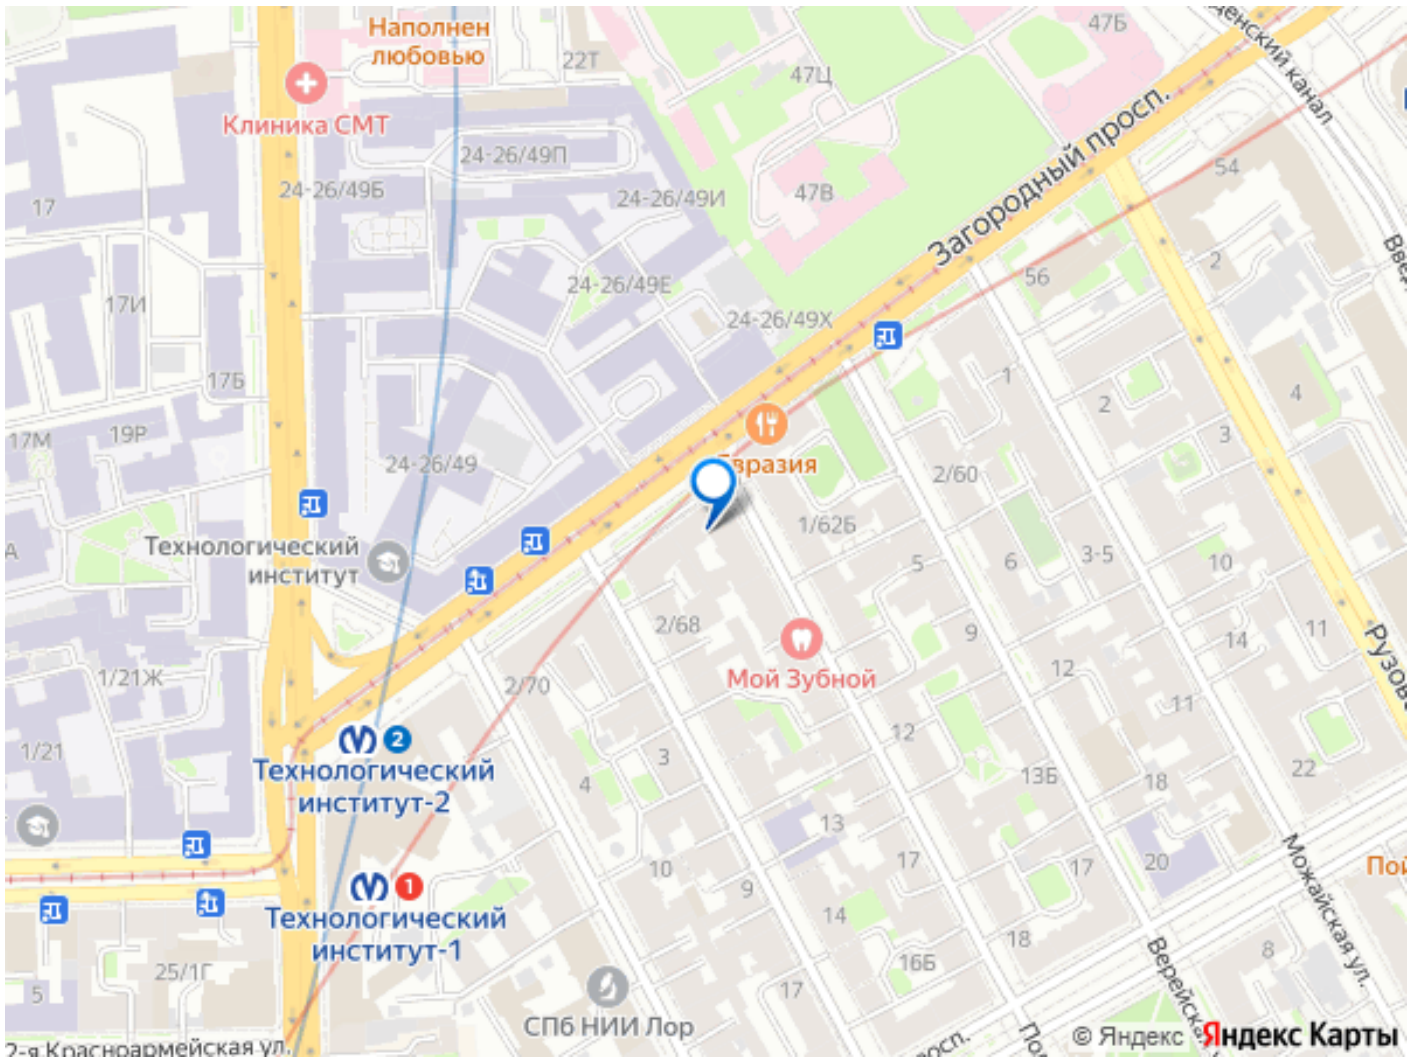 Наполнен
любовью
22Т
47Ц
47Б
Клиника СМТ
24-26/49П
24-26/49Б
24-26/49И
47В
17
Загородный просп.
54
2
56
17И
24-26/49Е
24-26/49Х
17Б
1
2
4
17М
19Р
24-26/49
3
2/60
1/62Б
Технологический
институт
5
6
3-5
10
2/68
9
14
11
1/21Ж
2/70
Мой Зубной
12
11
1/21
2
Технологический
институт-2
3
12
4
13Б
18
22
13
10
17
17
20
9
1
Технологический
институт-1
14
18
8
Можайская ул.
25/1Г
16Б
5
17
СПб НИИ Лор
2-я Красноармейская ул.
© Яндекс
Яндекс Карты